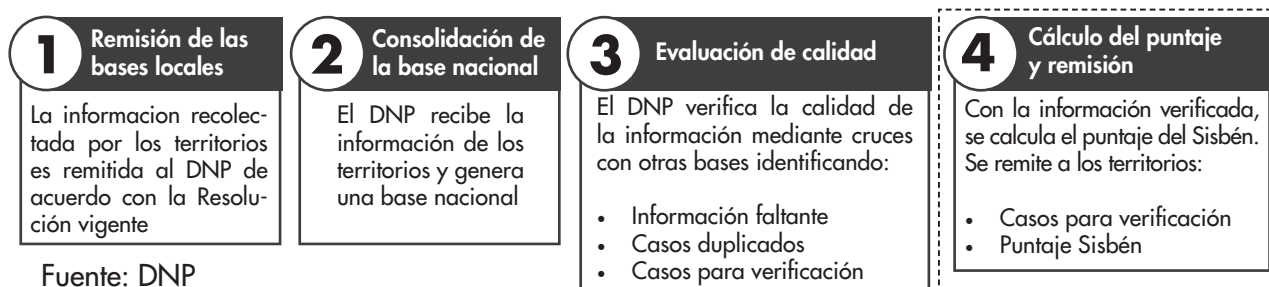 1
Remisión de las
bases locales
La informacion recolec-
tada por los territorios
es remitida al DNP de
acuerdo con la Resolu-
ción vigente
2
Consolidación de
la base nacional
El DNP recibe la
información de los
territorios y genera
una base nacional
3
Evaluación de calidad
El DNP verifica la calidad de
la información mediante cruces
con otras bases identificando:
• Información faltante
• Casos duplicados
• Casos para verificación
4
Cálculo del puntaje
y remisión
Con la información verificada,
se calcula el puntaje del Sisbén.
Se remite a los territorios:
• Casos para verificación
• Puntaje Sisbén
Fuente: DNP